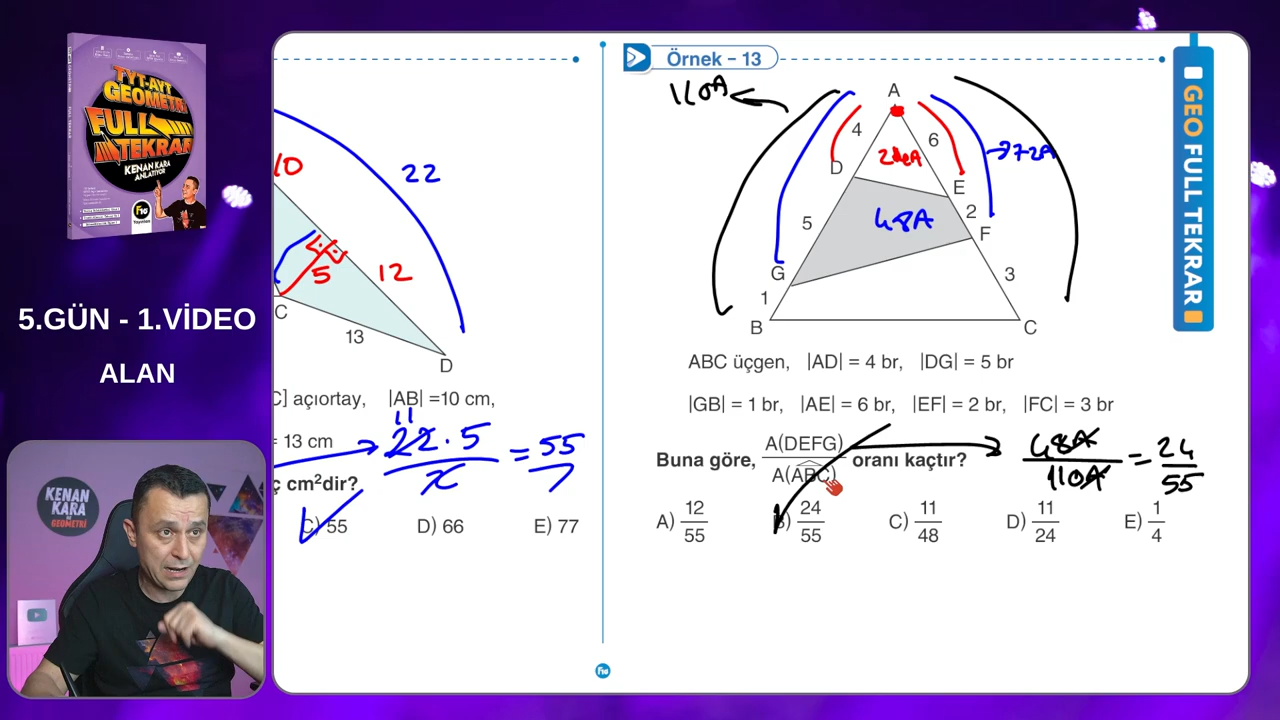 TYT-AYT
GEOMETRİ
FULL
TEKRAR
KENAN KARA
ANLATIYOR
5.GÜN - 1.VİDEO
ALAN
KENAN
KARA
GEOMETRİ
10
22
12
5
C
13
D
C] açıortay, |AB| =10 cm,
= 13 cm
11
22 · 5
= 55
ç cm²dir?
C) 55 D) 66 E) 77
Örnek – 13
110A
A
4
6
24A
72A
D
E
2
48A
F
5
G
3
1
B
C
ABC üçgen, |AD| = 4 br, |DG| = 5 br
|GB| = 1 br, |AE| = 6 br, |EF| = 2 br, |FC| = 3 br
Buna göre, A(DEFG) / A(ABC) oranı kaçtır?
48A / 110A = 24 / 55
A) 12/55 B) 24/55 C) 11/48 D) 11/24 E) 1/4
GEO FULL TEKRAR